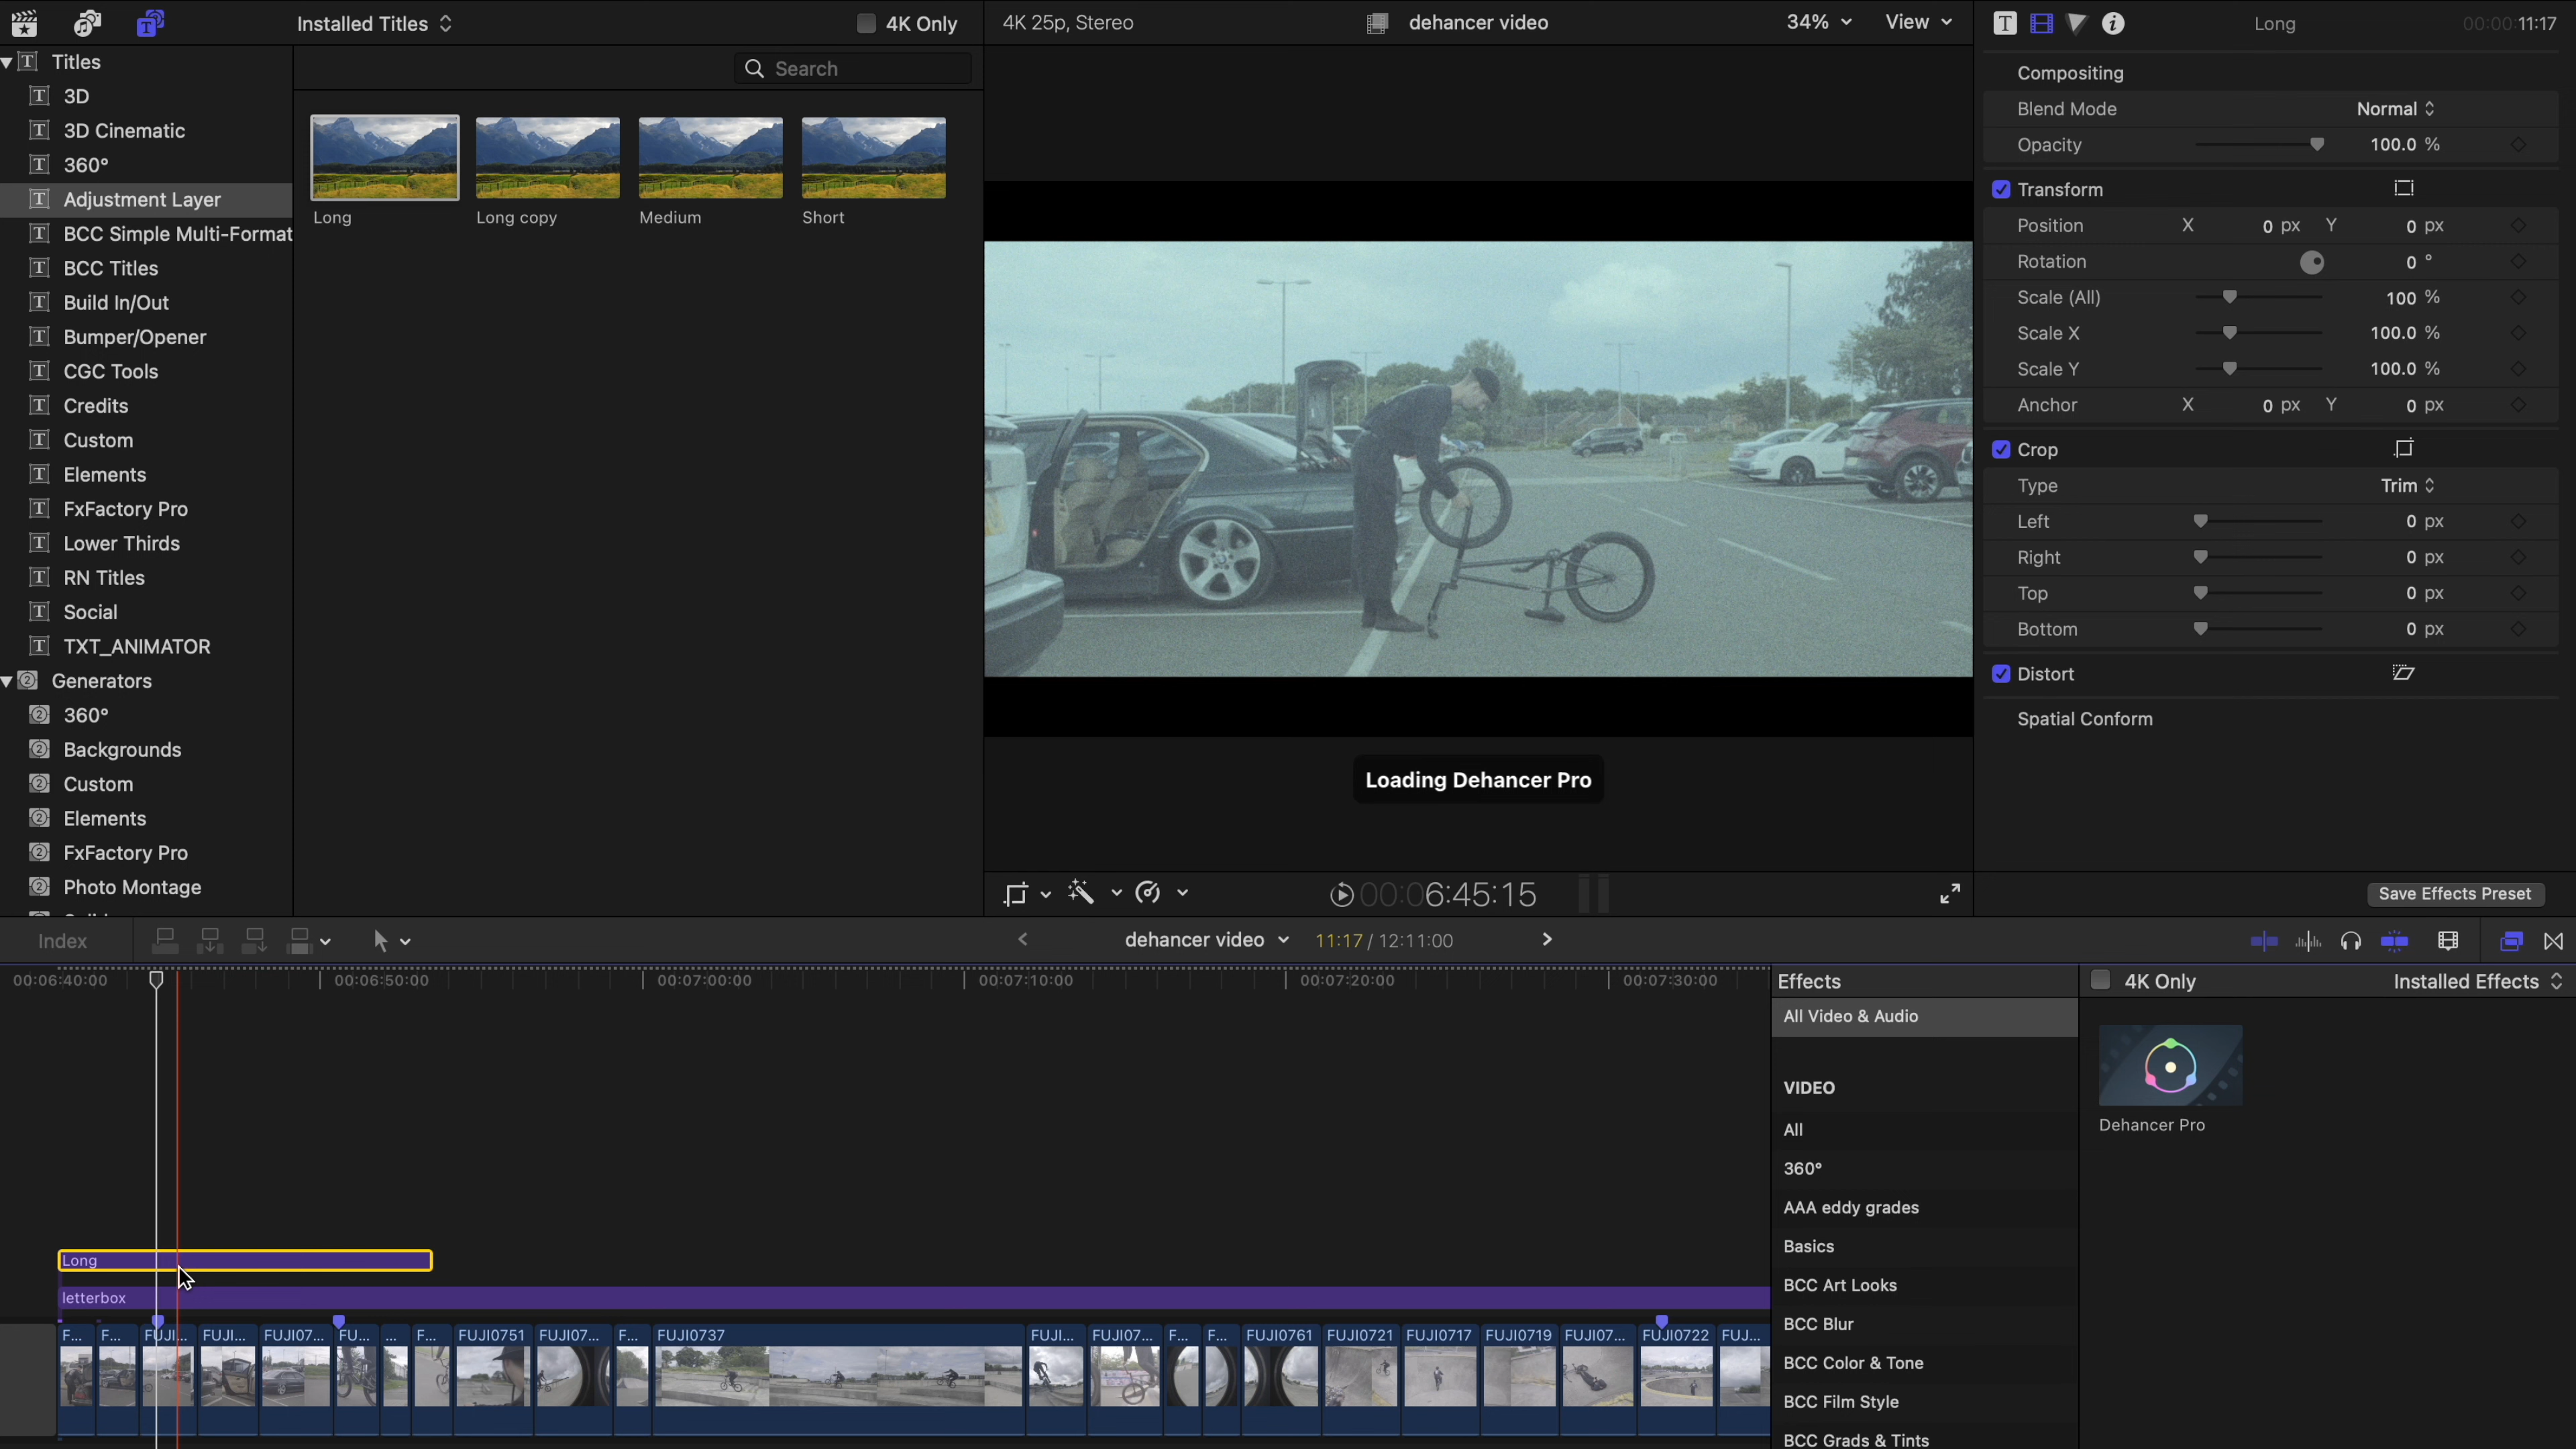 Installed Titles
4K Only
4K 25p, Stereo
dehancer video
34%
View
Long
00:00:11:17
Titles
3D
3D Cinematic
360°
Adjustment Layer
BCC Simple Multi-Format
BCC Titles
Build In/Out
Bumper/Opener
CGC Tools
Credits
Custom
Elements
FxFactory Pro
Lower Thirds
RN Titles
Social
TXT_ANIMATOR
Generators
360°
Backgrounds
Custom
Elements
FxFactory Pro
Photo Montage
Search
Long
Long copy
Medium
Short
Loading Dehancer Pro
00:06:45:15
Compositing
Blend Mode Normal
Opacity 100.0 %
Transform
Position X 0 px Y 0 px
Rotation 0 °
Scale (All) 100 %
Scale X 100.0 %
Scale Y 100.0 %
Anchor X 0 px Y 0 px
Crop
Type Trim
Left 0 px
Right 0 px
Top 0 px
Bottom 0 px
Distort
Spatial Conform
Save Effects Preset
Index
dehancer video
11:17 / 12:11:00
00:06:40:00
00:06:50:00
00:07:00:00
00:07:10:00
00:07:20:00
00:07:30:00
Long
letterbox
F...
F...
FUJI...
FUJI...
FUJI07...
FU...
...
F...
FUJI0751
FUJI07...
F...
FUJI0737
FUJI...
FUJI07...
F...
F...
FUJI0761
FUJI0721
FUJI0717
FUJI0719
FUJI07...
FUJI0722
FUJ...
Effects
All Video & Audio
VIDEO
All
360°
AAA eddy grades
Basics
BCC Art Looks
BCC Blur
BCC Color & Tone
BCC Film Style
BCC Grads & Tints
4K Only
Installed Effects
Dehancer Pro